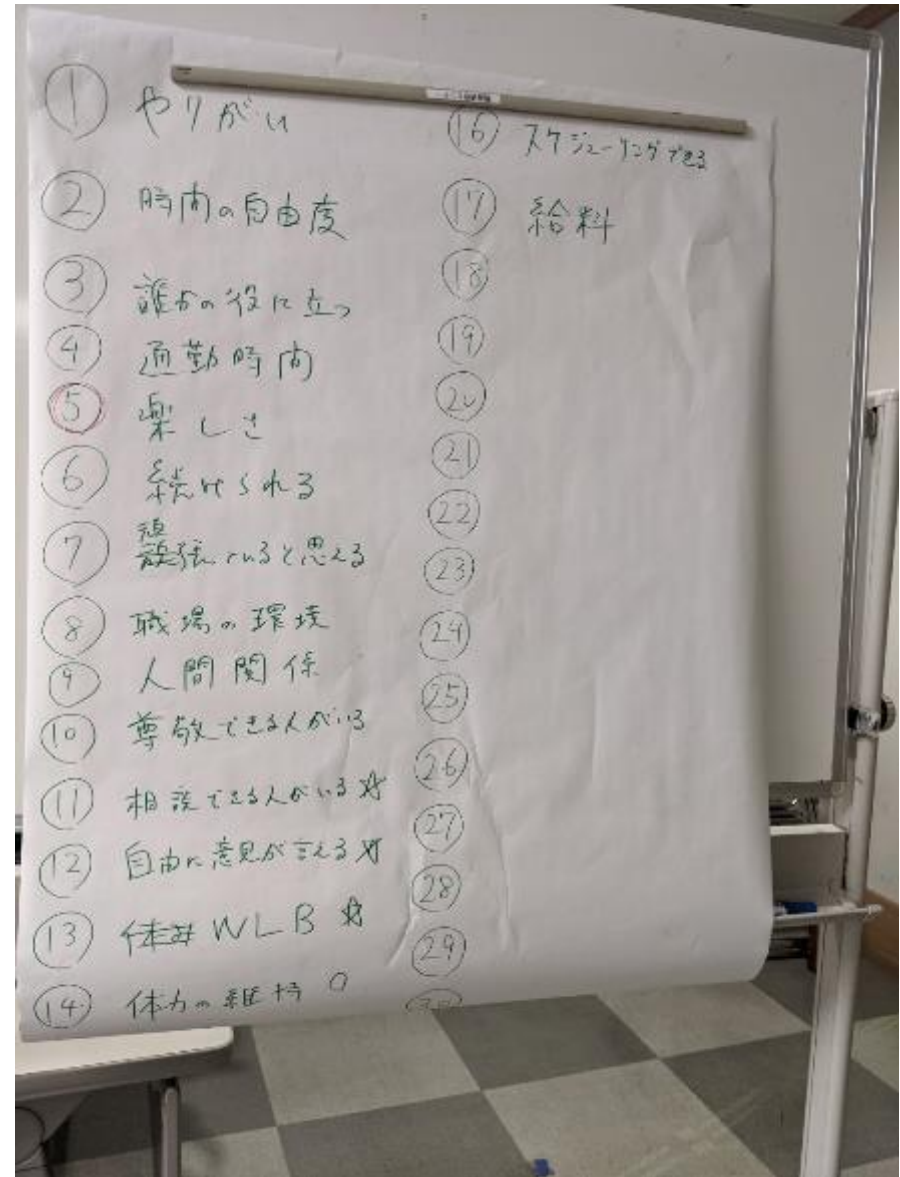 ① やりがい
② 時間の自由度
③ 誰かの役に立つ
④ 通勤時間
⑤ 楽しさ
⑥ 続けられる
⑦ 頑張れていると思える
⑧ 職場の環境
⑨ 人間関係
⑩ 尊敬できる人がいる
⑪ 相談できる人がいる ☆
⑫ 自由に意見が言える ☆
⑬ WLB ☆
⑭ 体力の維持 ○
⑯ スケジューリングできる
⑰ 給料
⑱
⑲
⑳
㉑
㉒
㉓
㉔
㉕
㉖
㉗
㉘
㉙